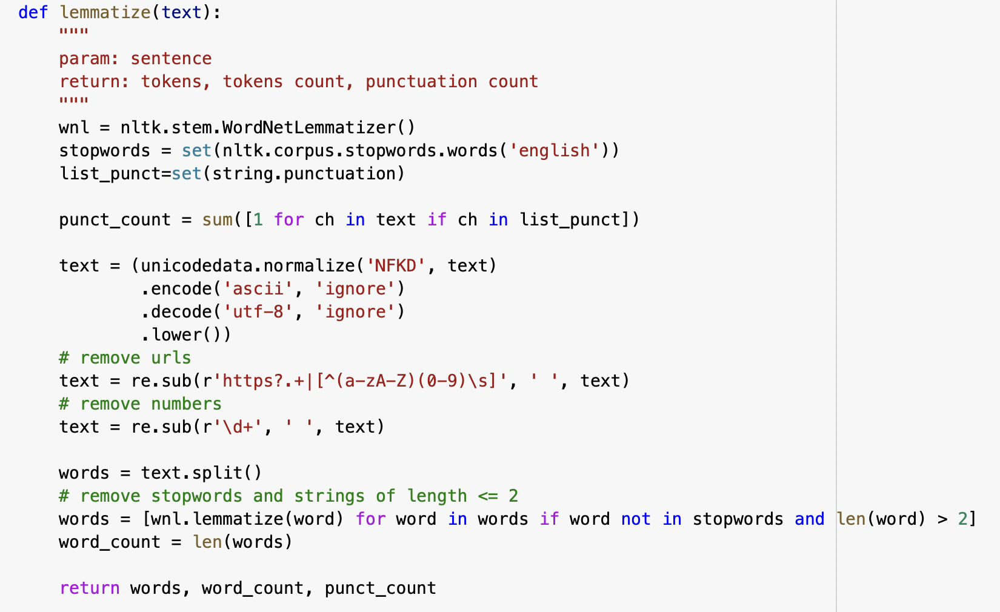 def lemmatize(text):
    """
    param: sentence
    return: tokens, tokens count, punctuation count
    """
    wnl = nltk.stem.WordNetLemmatizer()
    stopwords = set(nltk.corpus.stopwords.words('english'))
    list_punct=set(string.punctuation)

    punct_count = sum([1 for ch in text if ch in list_punct])

    text = (unicodedata.normalize('NFKD', text)
            .encode('ascii', 'ignore')
            .decode('utf-8', 'ignore')
            .lower())
    # remove urls
    text = re.sub(r'https?.+|[^(a-zA-Z)(0-9)\s]', ' ', text)
    # remove numbers
    text = re.sub(r'\d+', ' ', text)

    words = text.split()
    # remove stopwords and strings of length <= 2
    words = [wnl.lemmatize(word) for word in words if word not in stopwords and len(word) > 2]
    word_count = len(words)

    return words, word_count, punct_count